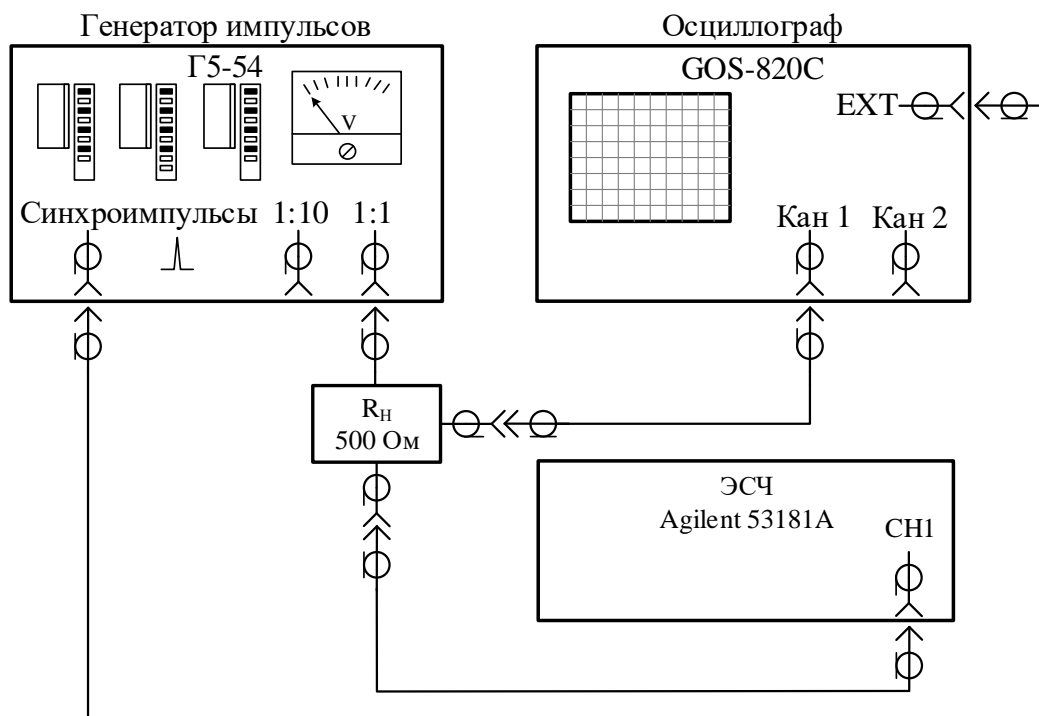 Генератор импульсов
Г5-54
V
Синхроимпульсы 1:10 1:1
Осциллограф
GOS-820C
EXT
Кан 1 Кан 2
Rн
500 Ом
ЭСЧ
Agilent 53181A
CH1